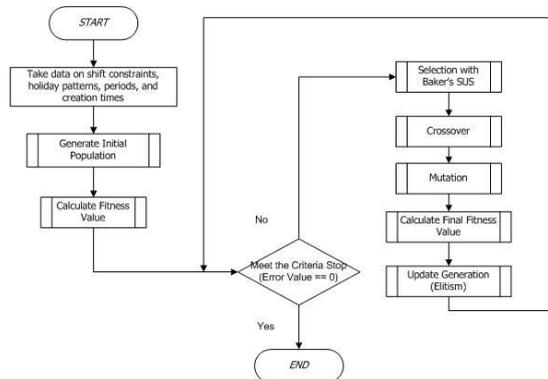 START
Take data on shift constraints,
holiday patterns, periods, and
creation times
Generate Initial
Population
Calculate Fitness
Value
No
Meet the Criteria Stop
(Error Value == 0)
Yes
END
Selection with
Baker's SUS
Crossover
Mutation
Calculate Final Fitness
Value
Update Generation
(Elitism)